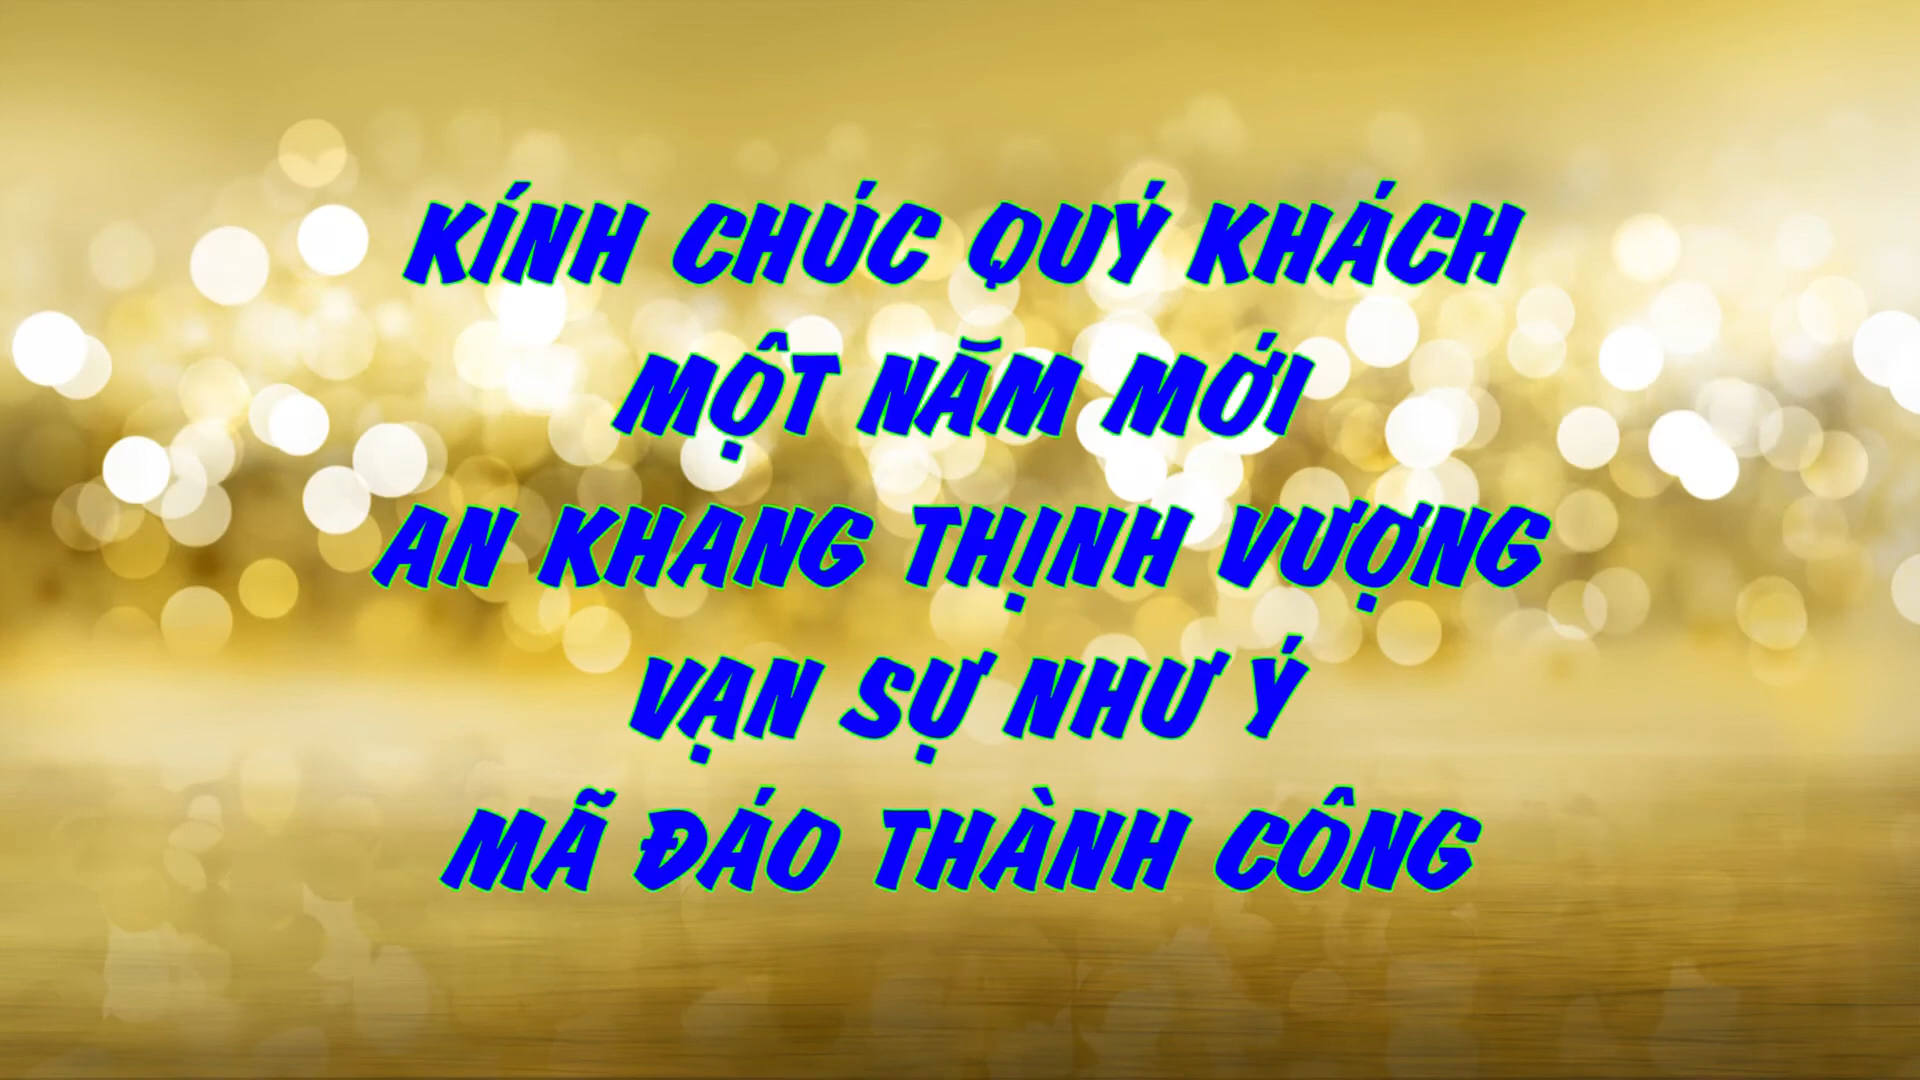 KÍNH CHÚC QUÝ KHÁCH
MỘT NĂM MỚI
AN KHANG THỊNH VƯỢNG
VẠN SỰ NHƯ Ý
MÃ ĐÁO THÀNH CÔNG